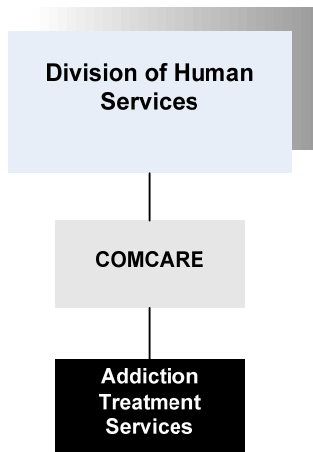 Division of Human
Services
COMCARE
Addiction
Treatment
Services